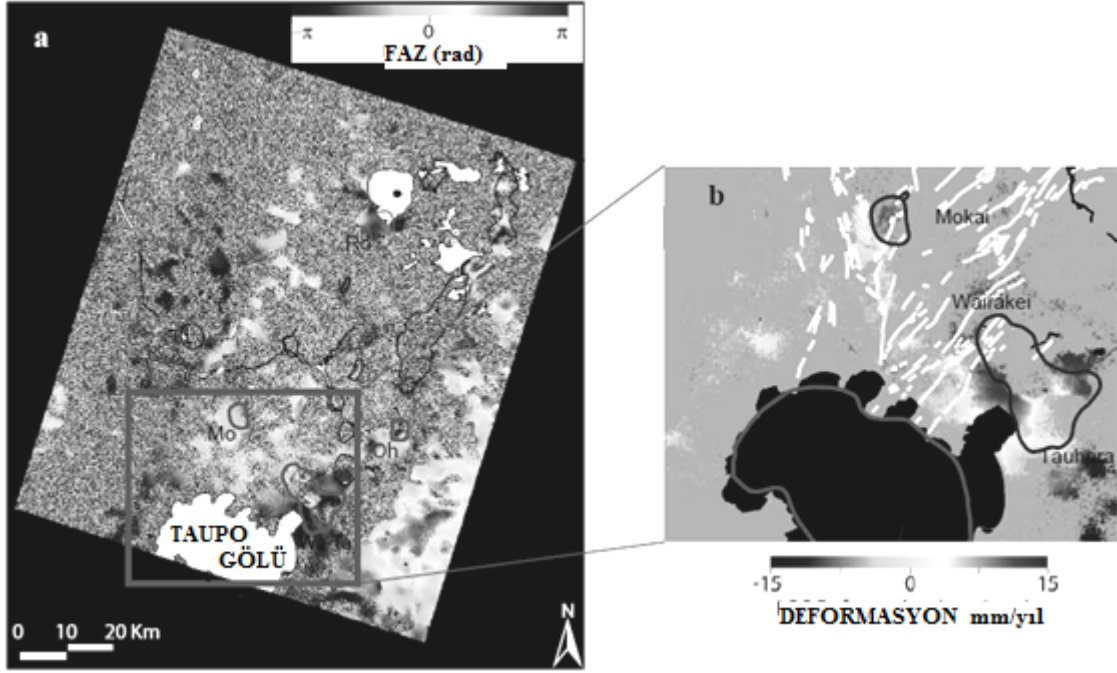 a
-π 0 π
FAZ (rad)
Ro
Mo
Oh
TAUPO
GÖLÜ
0 10 20 Km
N
b
Mokai
Wairakei
Tauhara
-15 0 15
DEFORMASYON mm/yıl